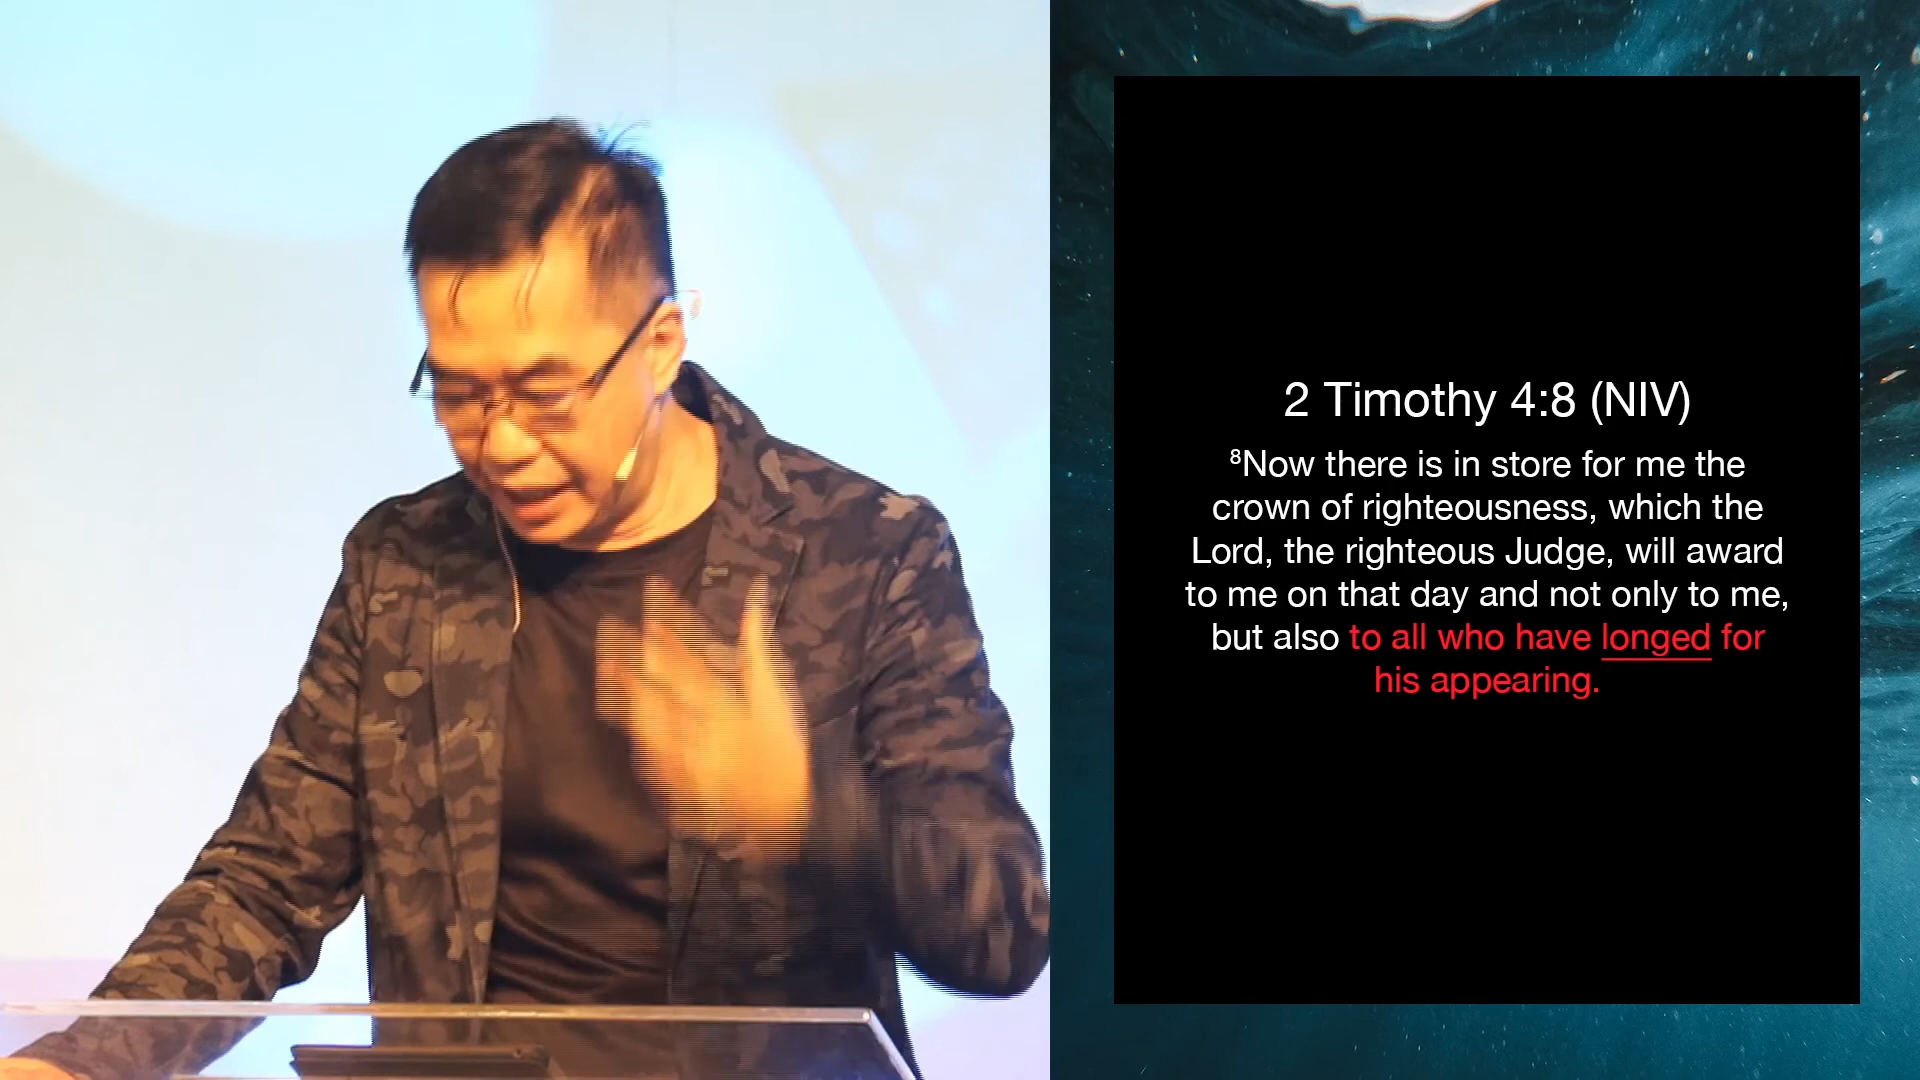 2 Timothy 4:8 (NIV)
⁸Now there is in store for me the
crown of righteousness, which the
Lord, the righteous Judge, will award
to me on that day and not only to me,
but also to all who have longed for
his appearing.